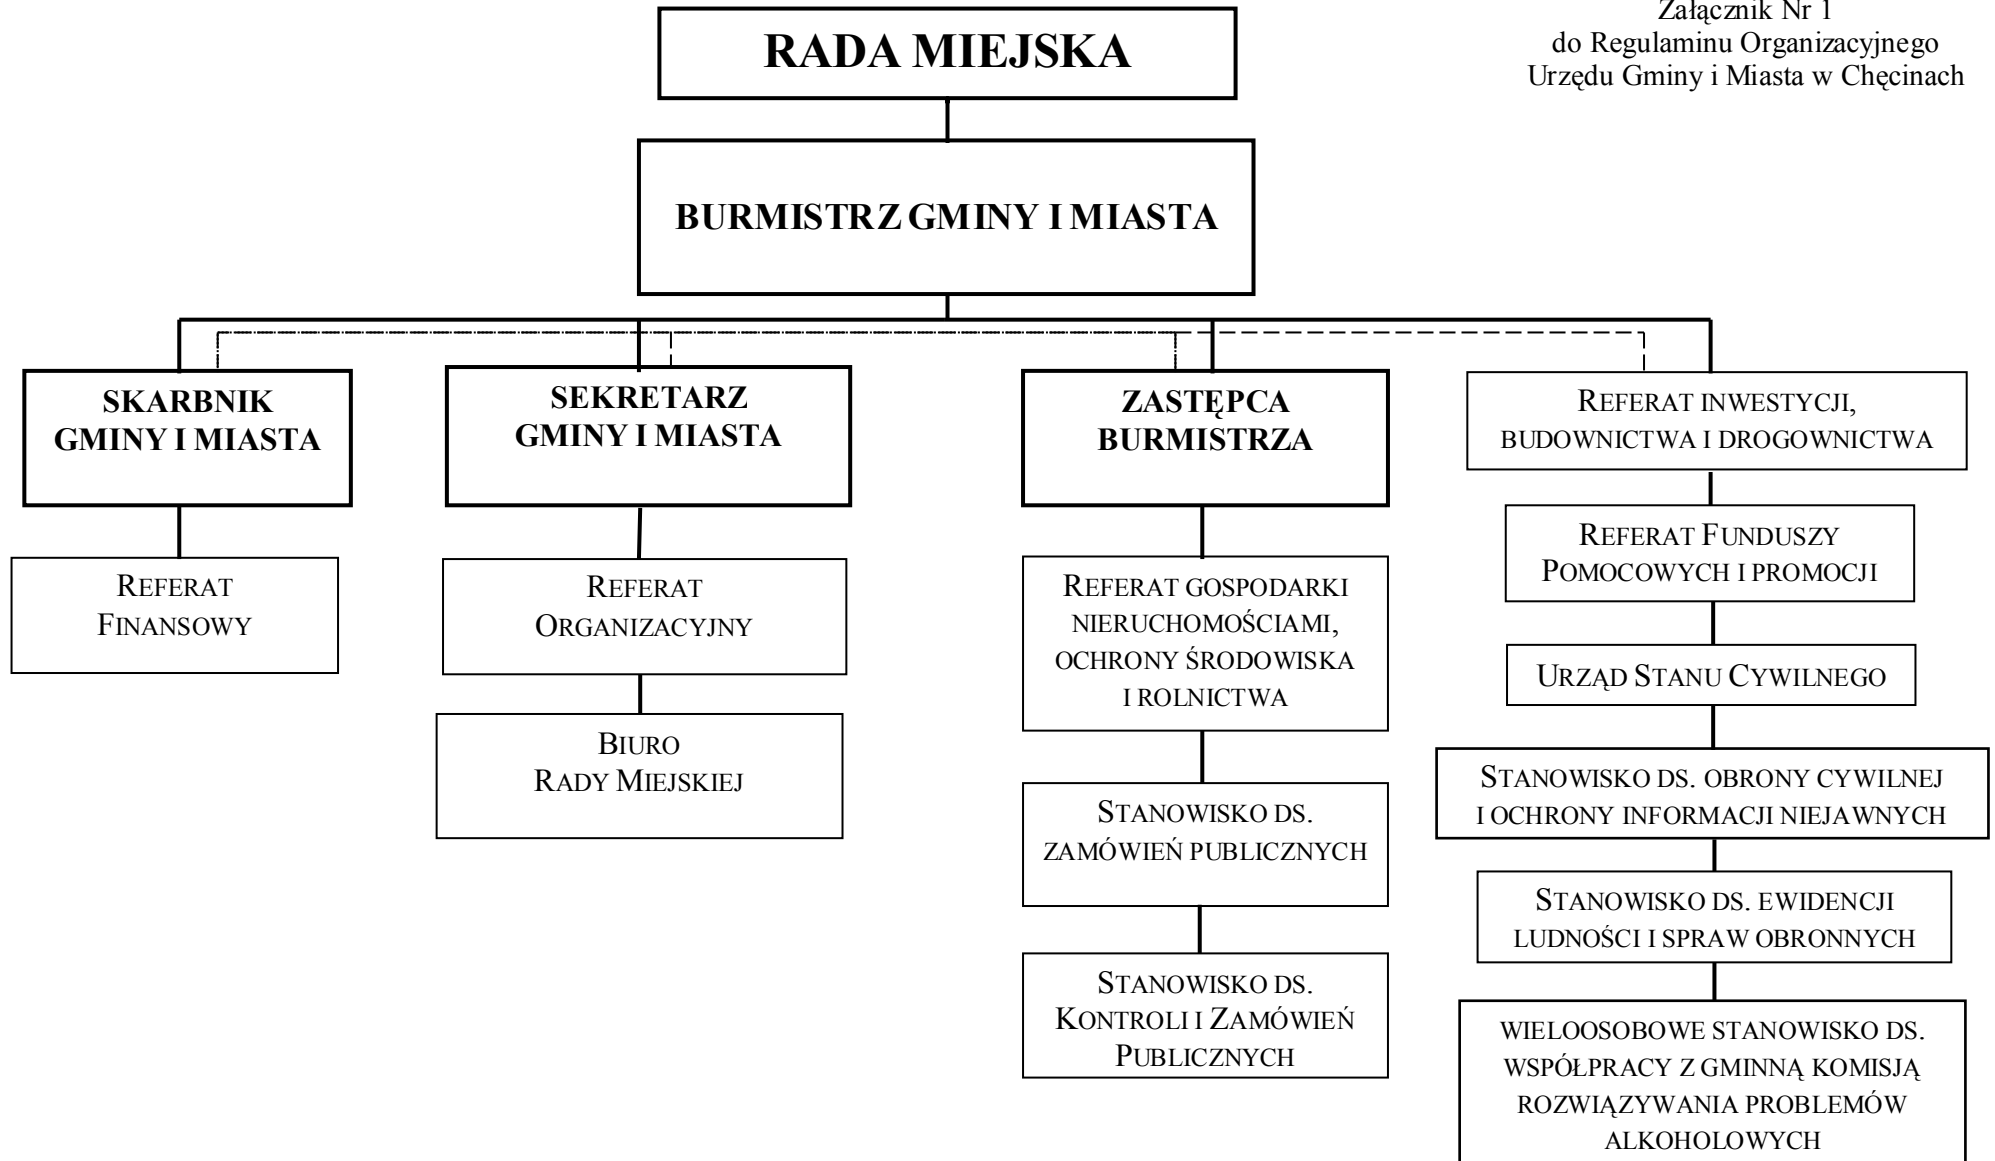 Załącznik Nr 1
do Regulaminu Organizacyjnego
Urzędu Gminy i Miasta w Chęcinach
RADA MIEJSKA
BURMISTRZ GMINY I MIASTA
SKARBNIK
GMINY I MIASTA
REFERAT
FINANSOWY
SEKRETARZ
GMINY I MIASTA
REFERAT
ORGANIZACYJNY
BIURO
RADY MIEJSKIEJ
ZASTĘPCA
BURMISTRZA
REFERAT GOSPODARKI
NIERUCHOMOŚCIAMI,
OCHRONY ŚRODOWISKA
I ROLNICTWA
STANOWISKO DS.
ZAMÓWIEŃ PUBLICZNYCH
STANOWISKO DS.
KONTROLI I ZAMÓWIEŃ
PUBLICZNYCH
REFERAT INWESTYCJI,
BUDOWNICTWA I DROGOWNICTWA
REFERAT FUNDUSZY
POMOCOWYCH I PROMOCJI
URZĄD STANU CYWILNEGO
STANOWISKO DS. OBRONY CYWILNEJ
I OCHRONY INFORMACJI NIEJAWNYCH
STANOWISKO DS. EWIDENCJI
LUDNOŚCI I SPRAW OBRONNYCH
WIELOOSOBOWE STANOWISKO DS.
WSPÓŁPRACY Z GMINNĄ KOMISJĄ
ROZWIĄZYWANIA PROBLEMÓW
ALKOHOLOWYCH